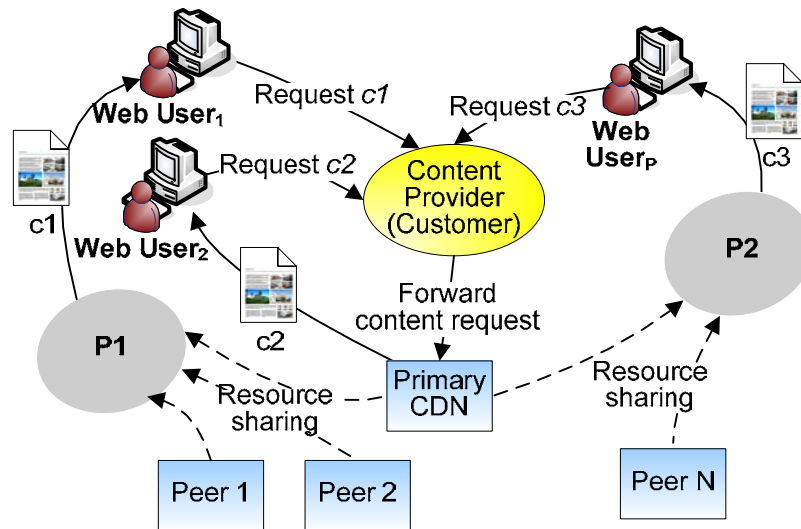 Web User₁
Request c1
Request c3
Web
Userₚ
c3
c1
Request c2
Content
Provider
(Customer)
Web User₂
P2
P1
c2
Forward
content request
Primary
CDN
Resource
sharing
Resource
sharing
Peer 1
Peer 2
Peer N